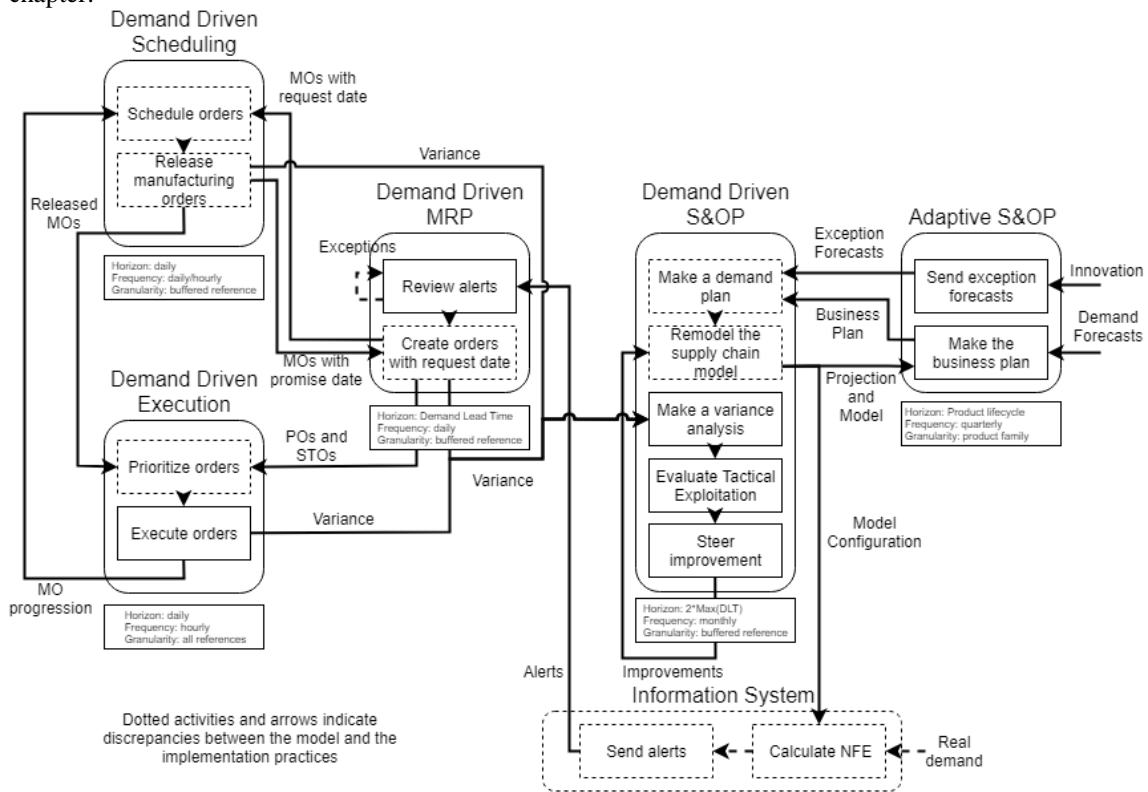 chapter.
Demand Driven
Scheduling
MOs with
request date
Schedule orders
Release
manufacturing
orders
Variance
Released
MOs
Horizon: daily
Frequency: daily/hourly
Granularity: buffered reference
Demand Driven
MRP
Exceptions
Review alerts
Create orders
with request date
MOs with
promise date
Horizon: Demand Lead Time
Frequency: daily
Granularity: buffered reference
Demand Driven
S&OP
Make a demand
plan
Remodel the
supply chain
model
Make a variance
analysis
Evaluate Tactical
Exploitation
Steer
improvement
Horizon: 2*Max(DLT)
Frequency: monthly
Granularity: buffered reference
Adaptive S&OP
Exception
Forecasts
Send exception
forecasts
Innovation
Business
Plan
Demand
Forecasts
Make the
business plan
Projection
and
Model
Horizon: Product lifecycle
Frequency: quarterly
Granularity: product family
Demand Driven
Execution
POs and
STOs
Prioritize orders
Variance
Execute orders
Variance
MO
progression
Horizon: daily
Frequency: hourly
Granularity: all references
Model
Configuration
Alerts
Improvements
Information System
Send alerts
Calculate NFE
Real
demand
Dotted activities and arrows indicate
discrepancies between the model and the
implementation practices